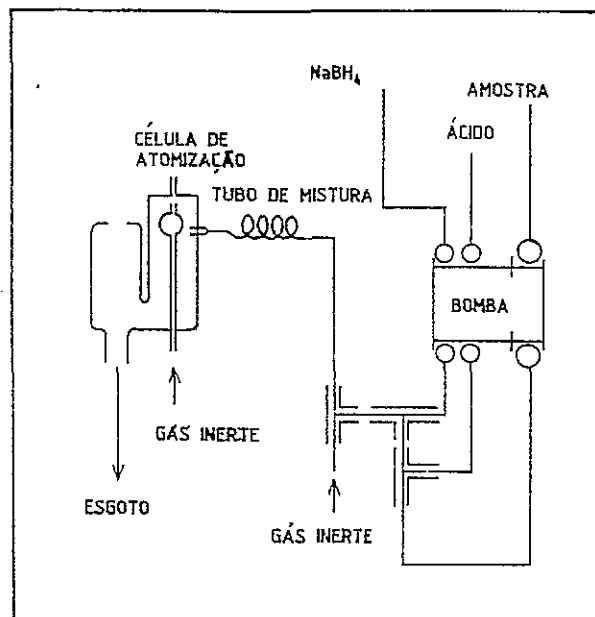 NaBH4
AMOSTRA
ÁCIDO
CÉLULA DE
ATOMIZAÇÃO
TUBO DE MISTURA
BOMBA
GÁS INERTE
ESGOTO
GÁS INERTE